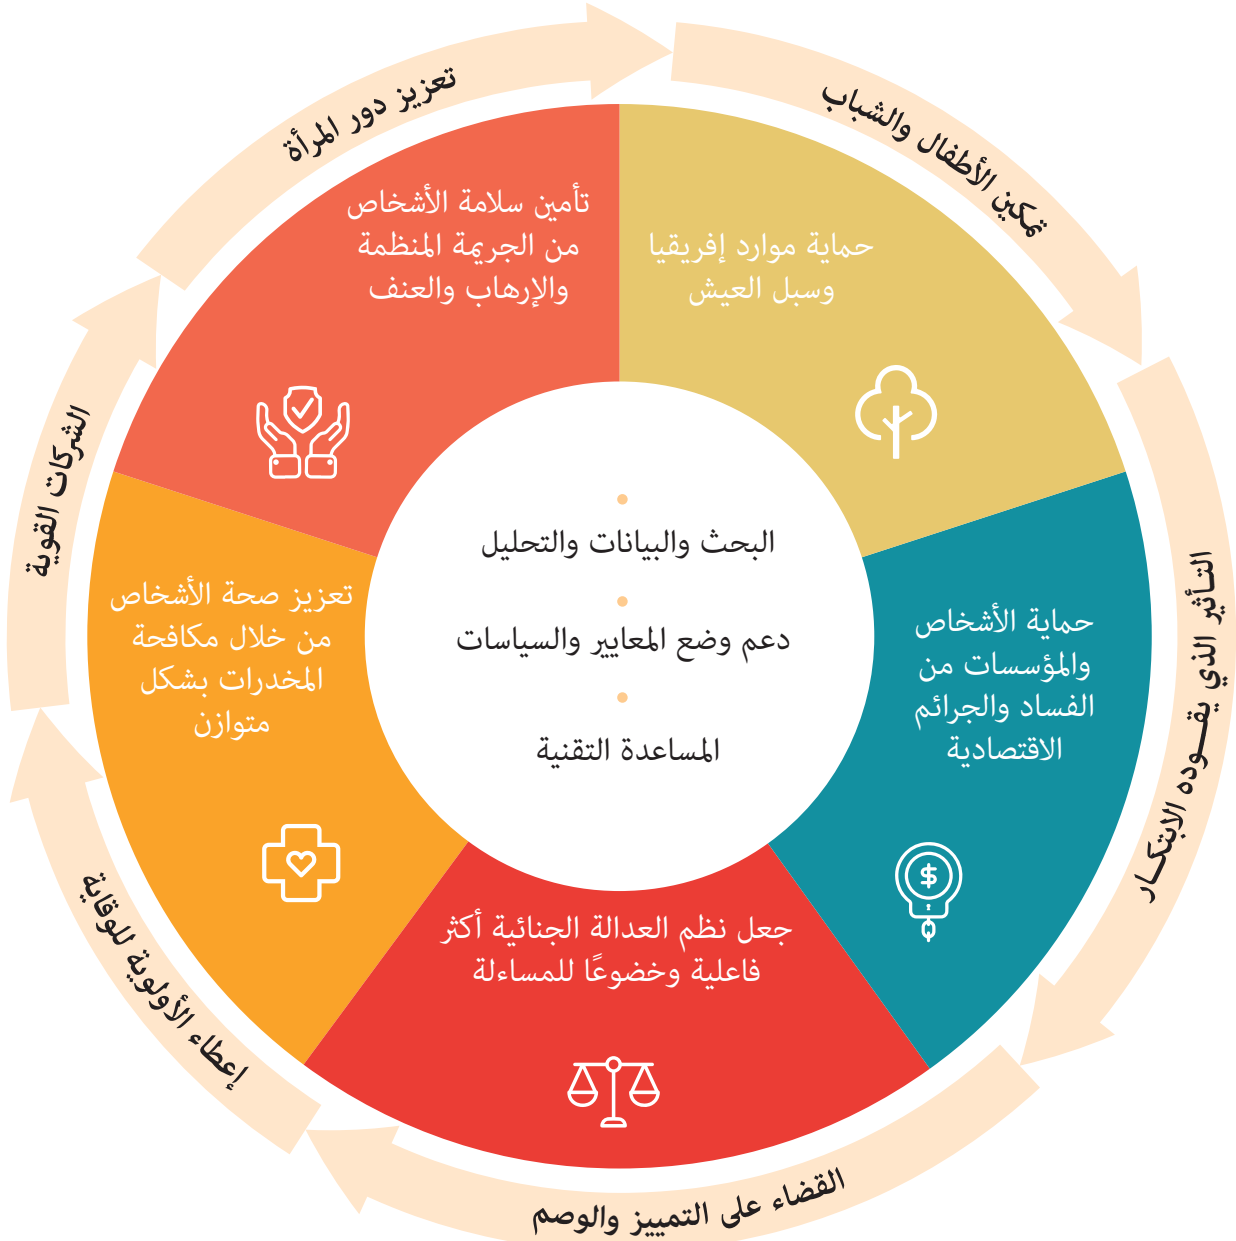 تعزيز دور المرأة
تمكين الأطفال والشباب
التأثير الذي يقـــوده الابتكـــار
القضاء على التمييز والوصم
إعطاء الأولوية للوقاية
الشركات القوية
حماية موارد إفريقيا
وسبل العيش
حماية الأشخاص
والمؤسسات من
الفساد والجرائم
الاقتصادية
$
جعل نظم العدالة الجنائية أكثر
فاعلية وخضوعًا للمساءلة
تعزيز صحة الأشخاص
من خلال مكافحة
المخدرات بشكل
متوازن
تأمين سلامة الأشخاص
من الجريمة المنظمة
والإرهاب والعنف
البحث والبيانات والتحليل
دعم وضع المعايير والسياسات
المساعدة التقنية